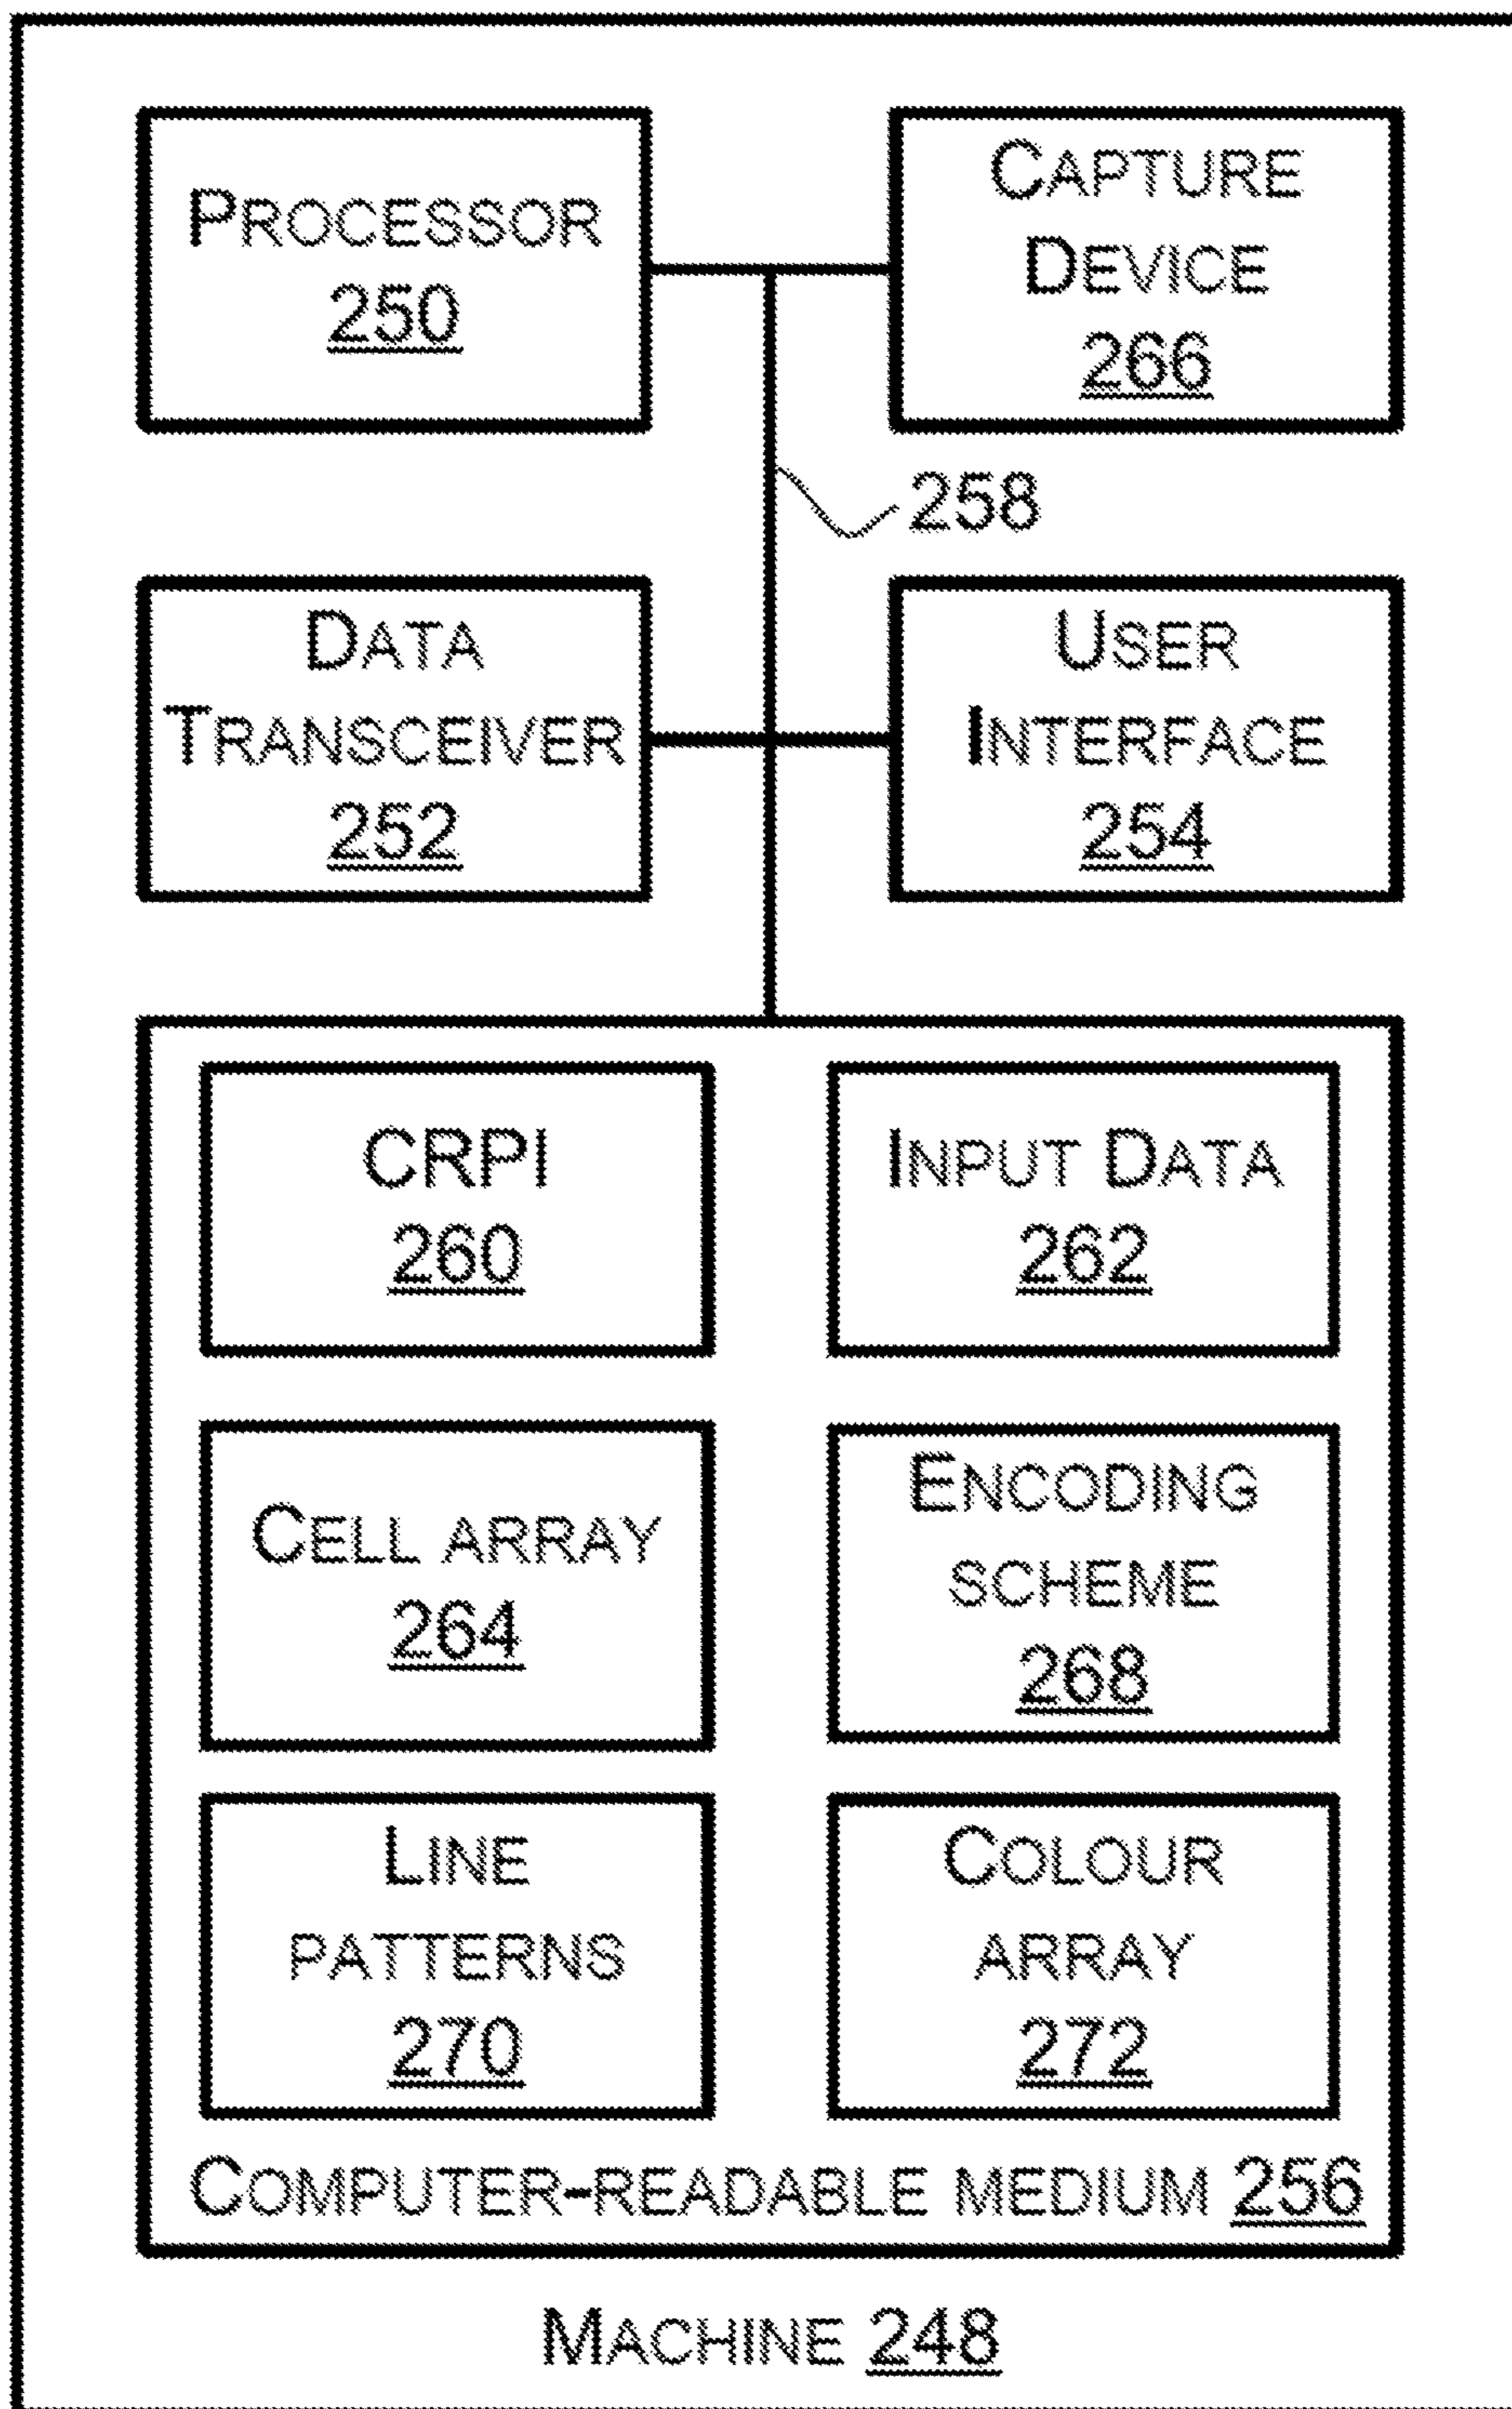 PROCESSOR
250
CAPTURE
DEVICE
266
258
DATA
TRANSCEIVER
252
USER
INTERFACE
254
CRPI
260
INPUT DATA
262
CELL ARRAY
264
ENCODING
SCHEME
268
LINE
PATTERNS
270
COLOUR
ARRAY
272
COMPUTER-READABLE MEDIUM 256
MACHINE 248